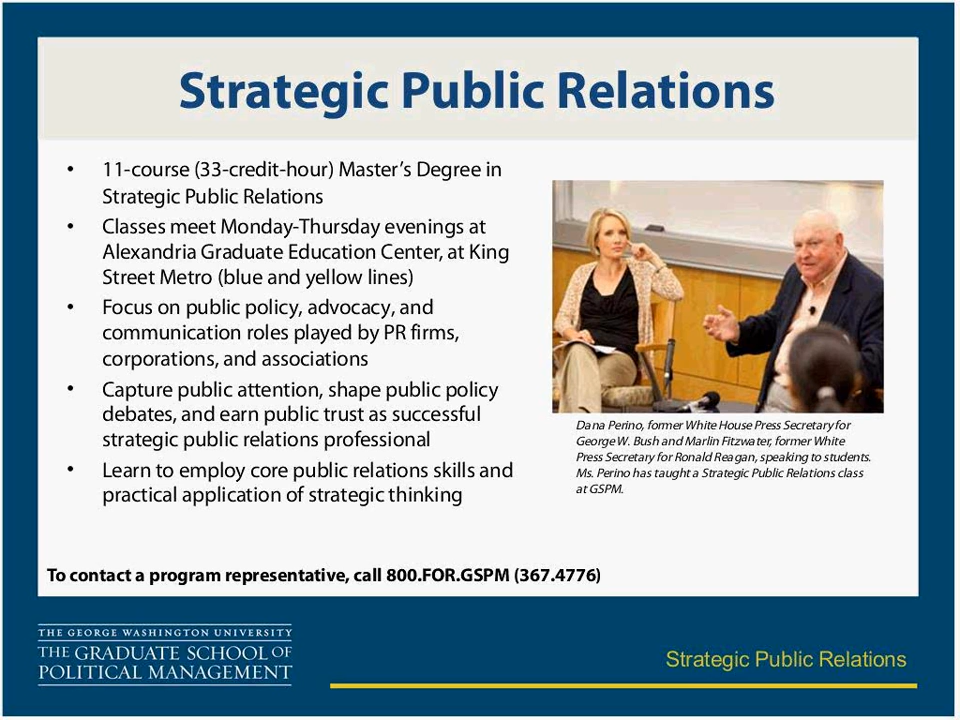 Strategic Public Relations
• 11-course (33-credit-hour) Master's Degree in
Strategic Public Relations
• Classes meet Monday-Thursday evenings at
Alexandria Graduate Education Center, at King
Street Metro (blue and yellow lines)
• Focus on public policy, advocacy, and
communication roles played by PR firms,
corporations, and associations
• Capture public attention, shape public policy
debates, and earn public trust as successful
strategic public relations professional
• Learn to employ core public relations skills and
practical application of strategic thinking
Dana Perino, former White House Press Secretary for
George W. Bush and Marlin Fitzwater, former White
Press Secretary for Ronald Reagan, speaking to students.
Ms. Perino has taught a Strategic Public Relations class
at GSPM.
To contact a program representative, call 800.FOR.GSPM (367.4776)
THE GEORGE WASHINGTON UNIVERSITY
THE GRADUATE SCHOOL OF
POLITICAL MANAGEMENT
Strategic Public Relations